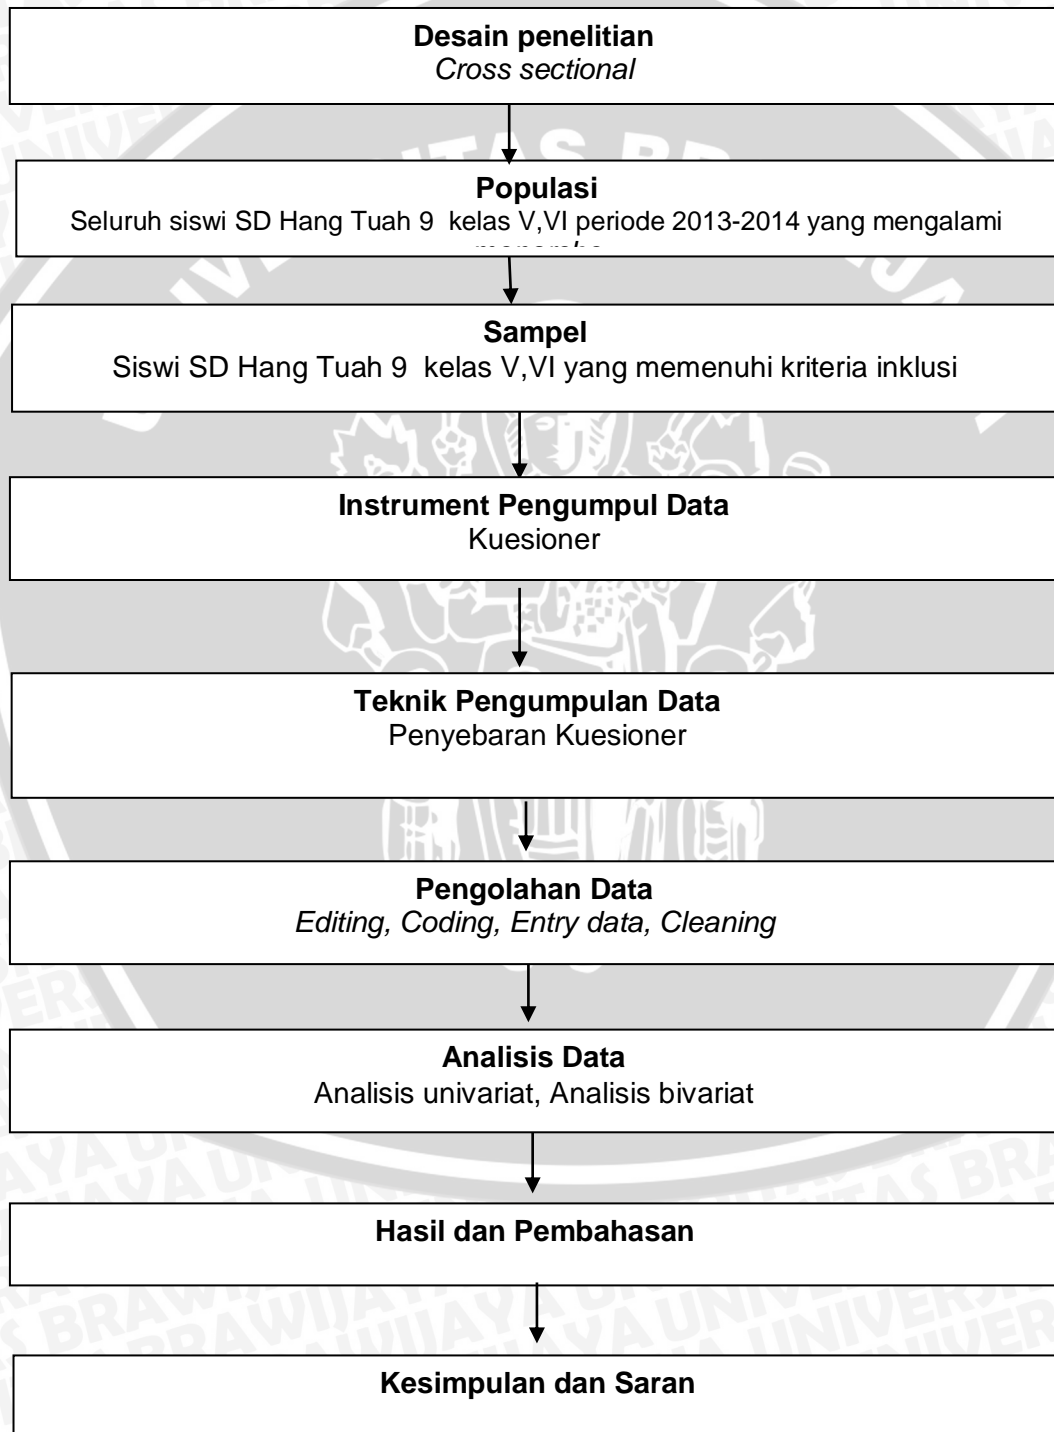 Desain penelitian
Cross sectional
Populasi
Seluruh siswi SD Hang Tuah 9 kelas V,VI periode 2013-2014 yang mengalami
Sampel
Siswi SD Hang Tuah 9 kelas V,VI yang memenuhi kriteria inklusi
Instrument Pengumpul Data
Kuesioner
Teknik Pengumpulan Data
Penyebaran Kuesioner
Pengolahan Data
Editing, Coding, Entry data, Cleaning
Analisis Data
Analisis univariat, Analisis bivariat
Hasil dan Pembahasan
Kesimpulan dan Saran